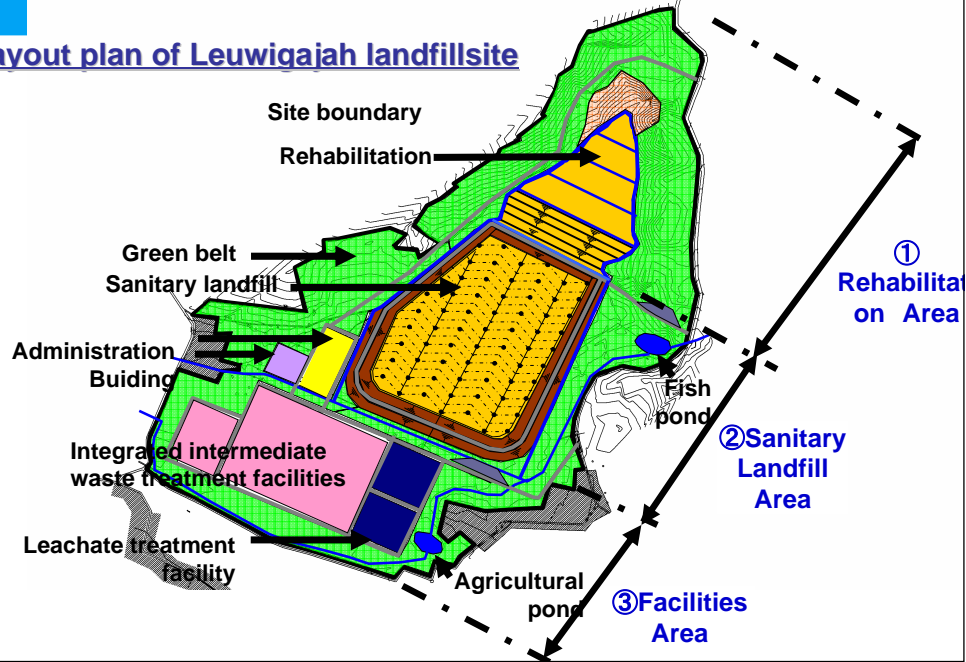 ayout plan of Leuwigajah landfillsite
Site boundary
Rehabilitation
Green belt
Sanitary landfill
Administration
Buiding
Integrated intermediate
waste treatment facilities
Leachate treatment
facility
Agricultural
pond
Fish
pond
①
Rehabilitat
on Area
②Sanitary
Landfill
Area
③Facilities
Area